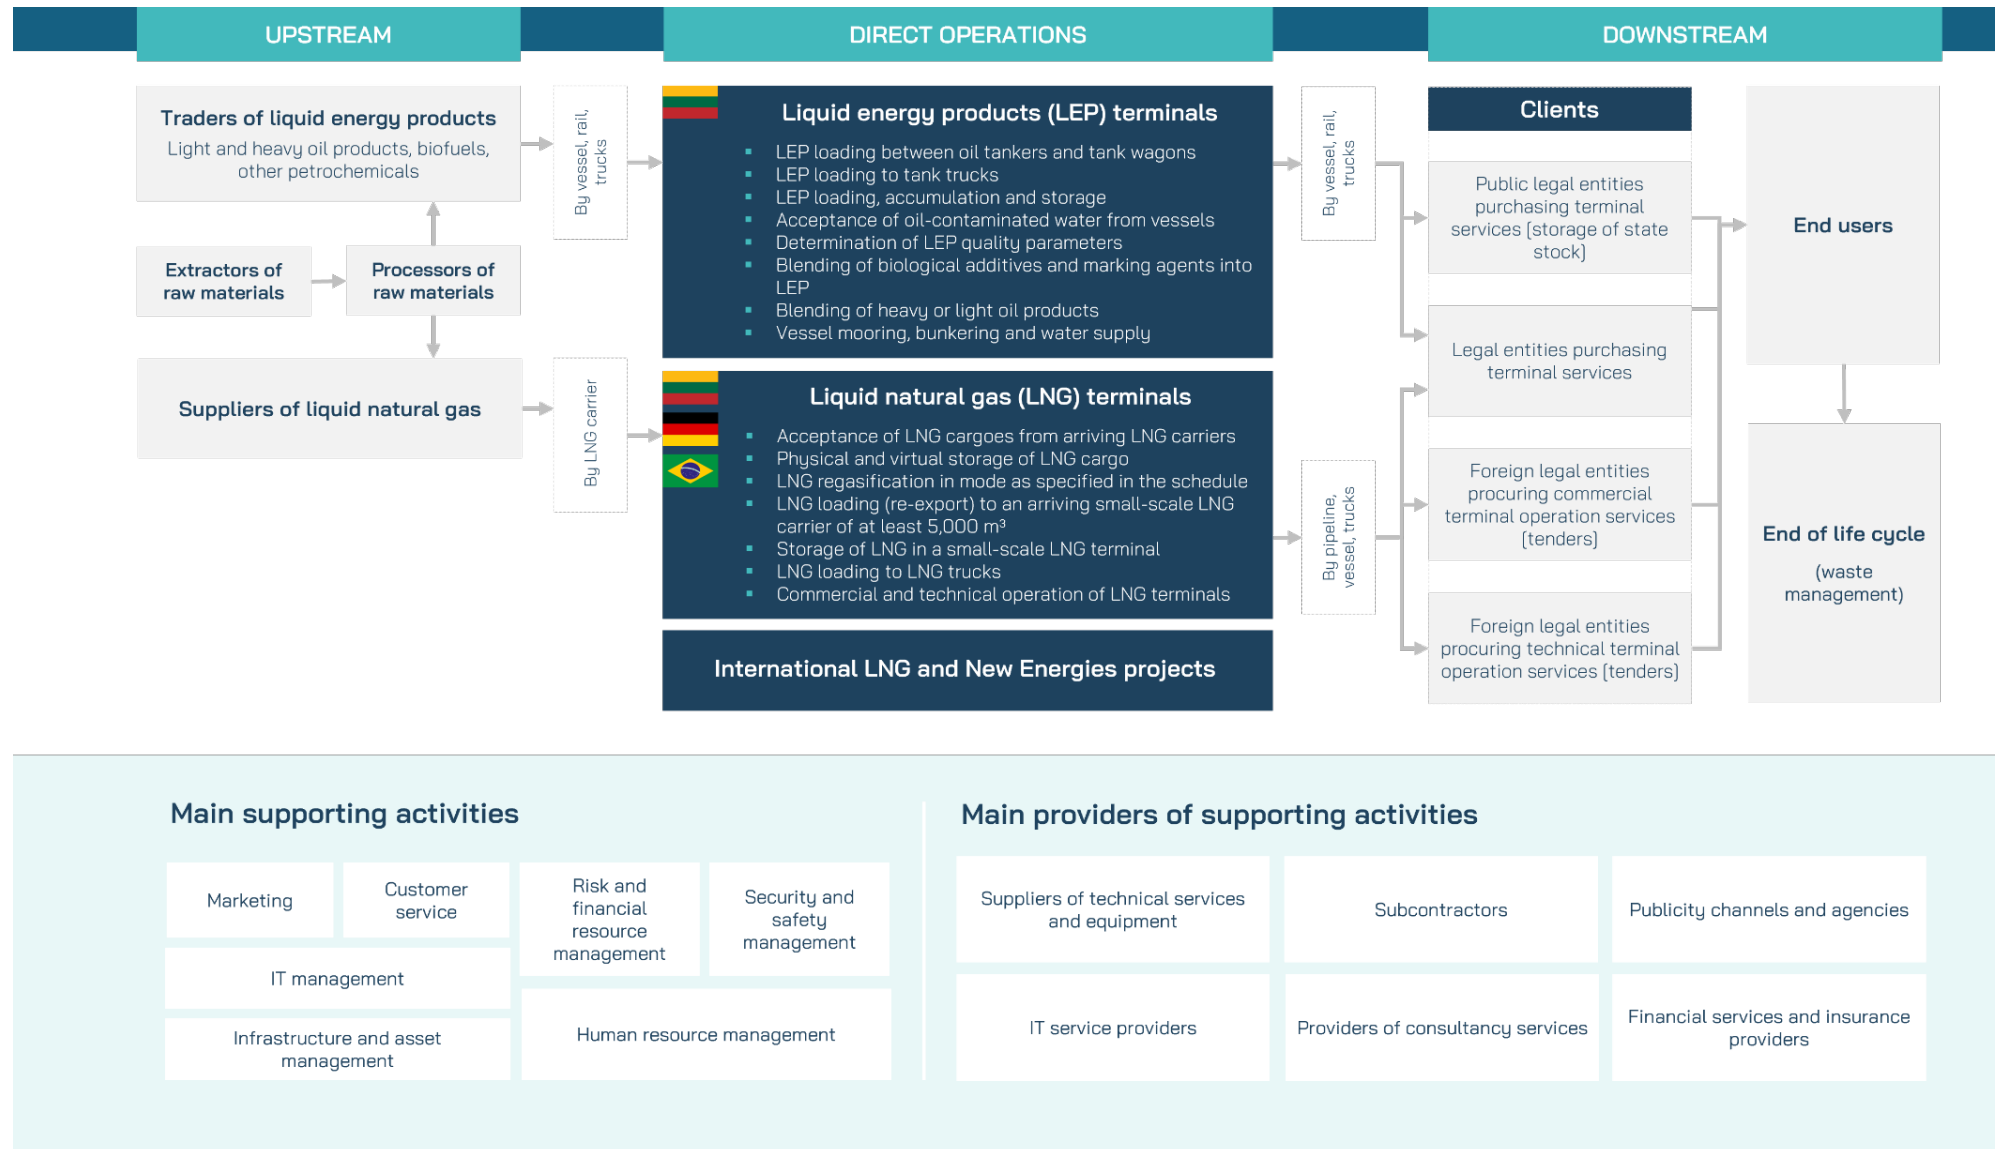 UPSTREAM
DIRECT OPERATIONS
DOWNSTREAM
Traders of liquid energy products
Light and heavy oil products, biofuels,
other petrochemicals
Extractors of
raw materials
Processors of
raw materials
Suppliers of liquid natural gas
By vessel, rail,
trucks
By LNG carrier
Liquid energy products (LEP) terminals
▪ LEP loading between oil tankers and tank wagons
▪ LEP loading to tank trucks
▪ LEP loading, accumulation and storage
▪ Acceptance of oil-contaminated water from vessels
▪ Determination of LEP quality parameters
▪ Blending of biological additives and marking agents into
LEP
▪ Blending of heavy or light oil products
▪ Vessel mooring, bunkering and water supply
Liquid natural gas (LNG) terminals
▪ Acceptance of LNG cargoes from arriving LNG carriers
▪ Physical and virtual storage of LNG cargo
▪ LNG regasification in mode as specified in the schedule
▪ LNG loading (re-export) to an arriving small-scale LNG
carrier of at least 5,000 m³
▪ Storage of LNG in a small-scale LNG terminal
▪ LNG loading to LNG trucks
▪ Commercial and technical operation of LNG terminals
International LNG and New Energies projects
By vessel, rail,
trucks
By pipeline,
vessel, trucks
Clients
Public legal entities
purchasing terminal
services [storage of state
stock]
Legal entities purchasing
terminal services
Foreign legal entities
procuring commercial
terminal operation services
[tenders]
Foreign legal entities
procuring technical terminal
operation services [tenders]
End users
End of life cycle
(waste
management)
Main supporting activities
Marketing
Customer
service
Risk and
financial
resource
management
Security and
safety
management
IT management
Infrastructure and asset
management
Human resource management
Main providers of supporting activities
Suppliers of technical services
and equipment
Subcontractors
Publicity channels and agencies
IT service providers
Providers of consultancy services
Financial services and insurance
providers